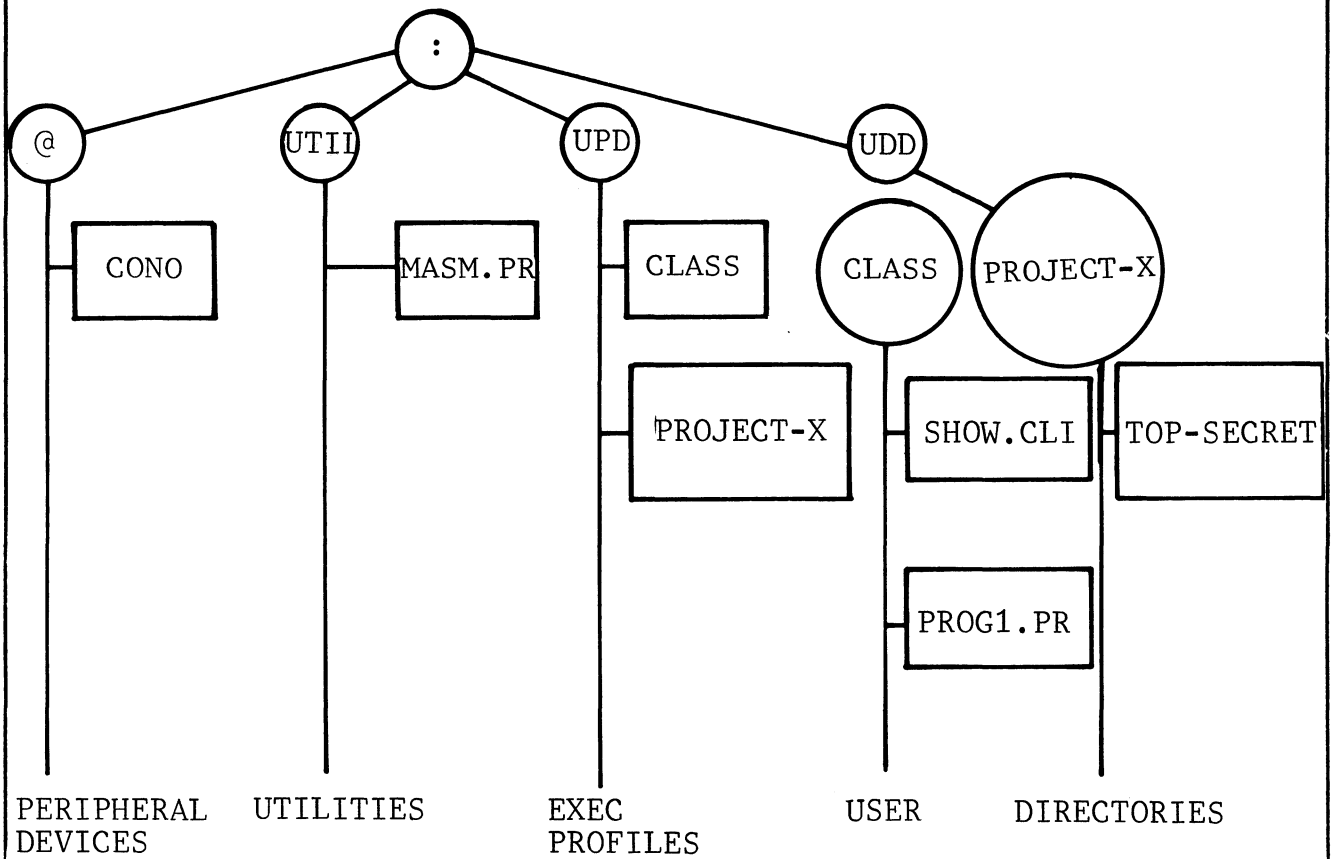 :
@
UTIL
UPD
UDD
CONO
MASM.PR
CLASS
CLASS
PROJECT-X
PROJECT-X
SHOW.CLI
TOP-SECRET
PROG1.PR
PERIPHERAL
DEVICES
UTILITIES
EXEC
PROFILES
USER
DIRECTORIES